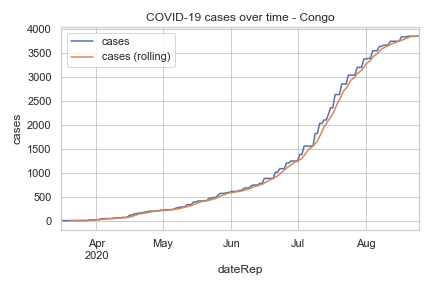 COVID-19 cases over time - Congo
cases
cases (rolling)
4000
3500
3000
2500
2000
1500
1000
500
0
cases
Apr
2020
May
Jun
Jul
Aug
dateRep